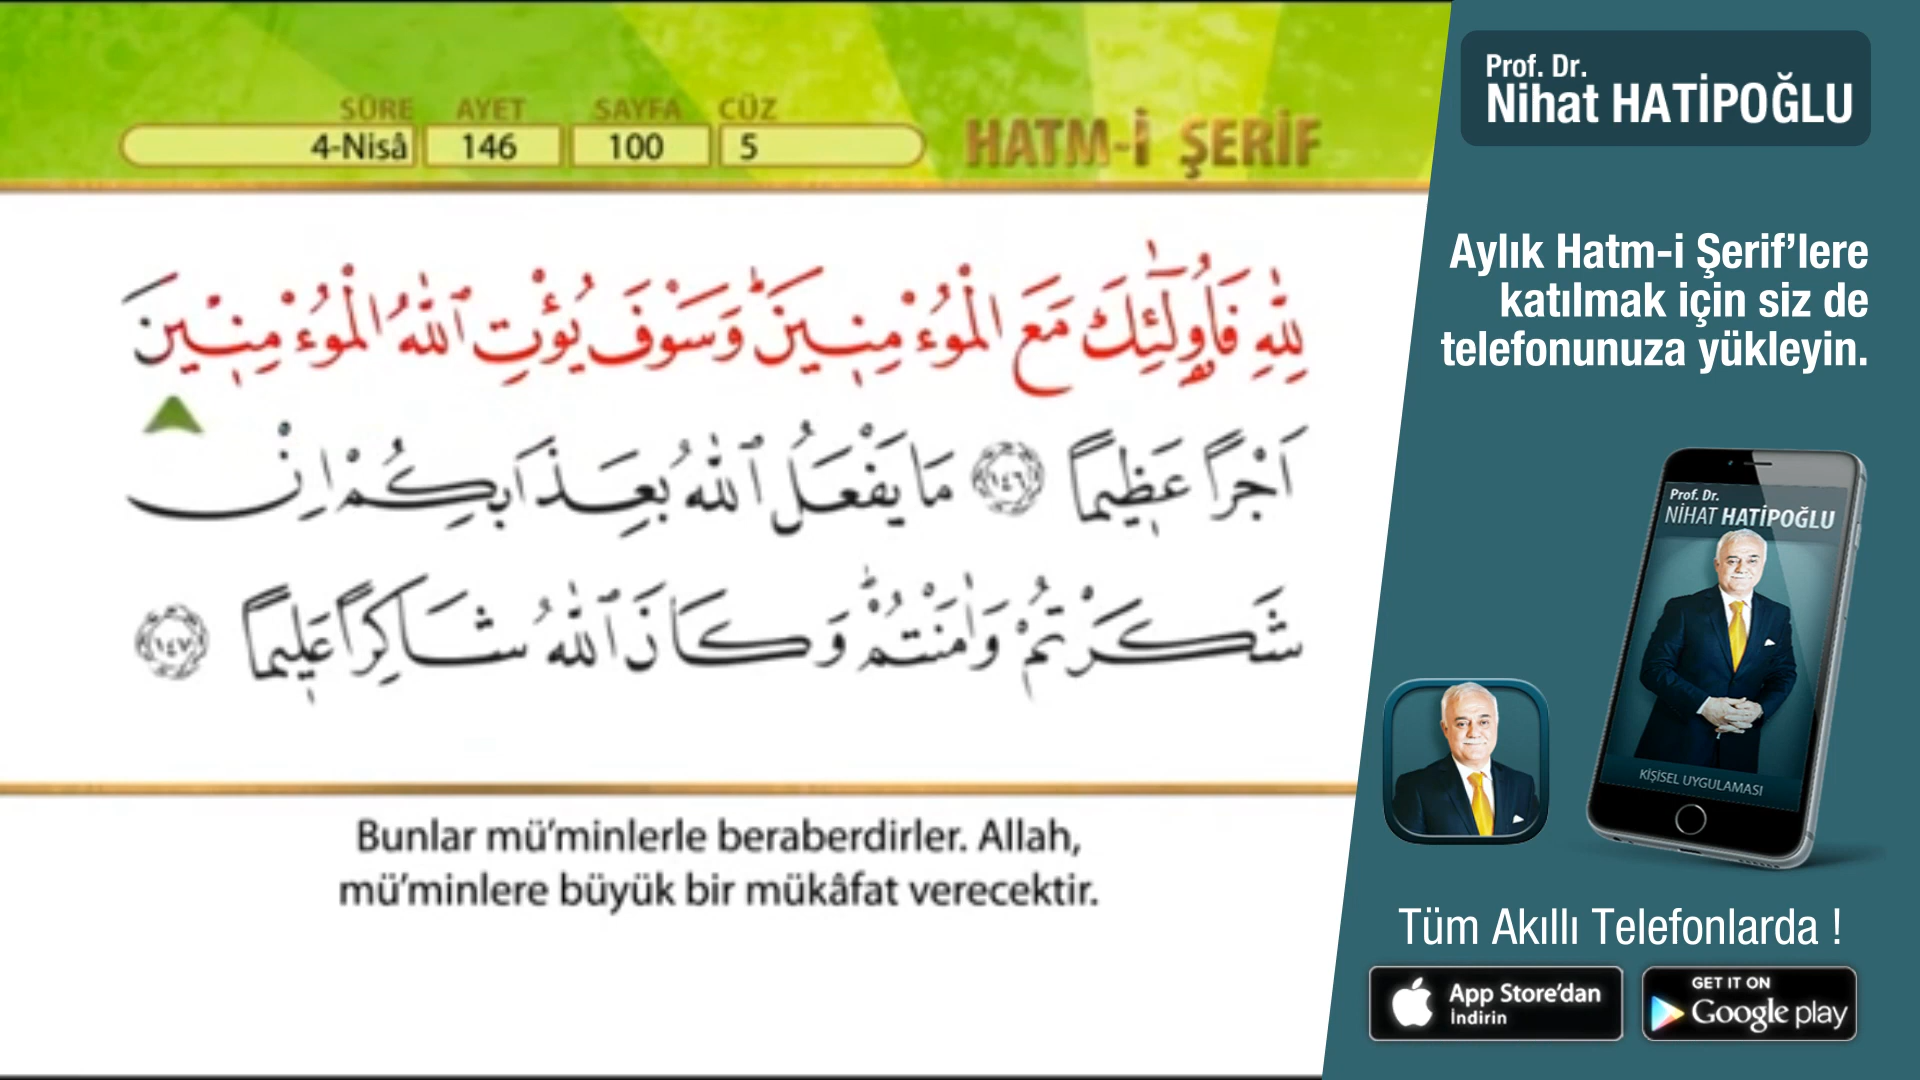 SÛRE AYET SAYFA CÜZ
4-Nisâ 146 100 5
HATM-İ ŞERİF
لِلّٰهِ فَاُو۬لٰٓئِكَ مَعَ الْمُؤْمِن۪ينَۜ وَسَوْفَ يُؤْتِ اللّٰهُ الْمُؤْمِن۪ينَ
اَجْرًا عَظ۪يمًا ﴿١٤٦﴾ مَا يَفْعَلُ اللّٰهُ بِعَذَابِكُمْ اِنْ
شَكَرْتُمْ وَاٰمَنْتُمْۜ وَكَانَ اللّٰهُ شَاكِرًا عَل۪يمًا ﴿١٤٧﴾
Bunlar mü’minlerle beraberdirler. Allah,
mü’minlere büyük bir mükâfat verecektir.
Prof. Dr.
Nihat HATİPOĞLU
Aylık Hatm-i Şerif’lere
katılmak için siz de
telefonunuza yükleyin.
Prof. Dr.
NİHAT HATİPOĞLU
KİŞİSEL UYGULAMASI
Tüm Akıllı Telefonlarda !
App Store’dan
İndirin
GET IT ON
Google play